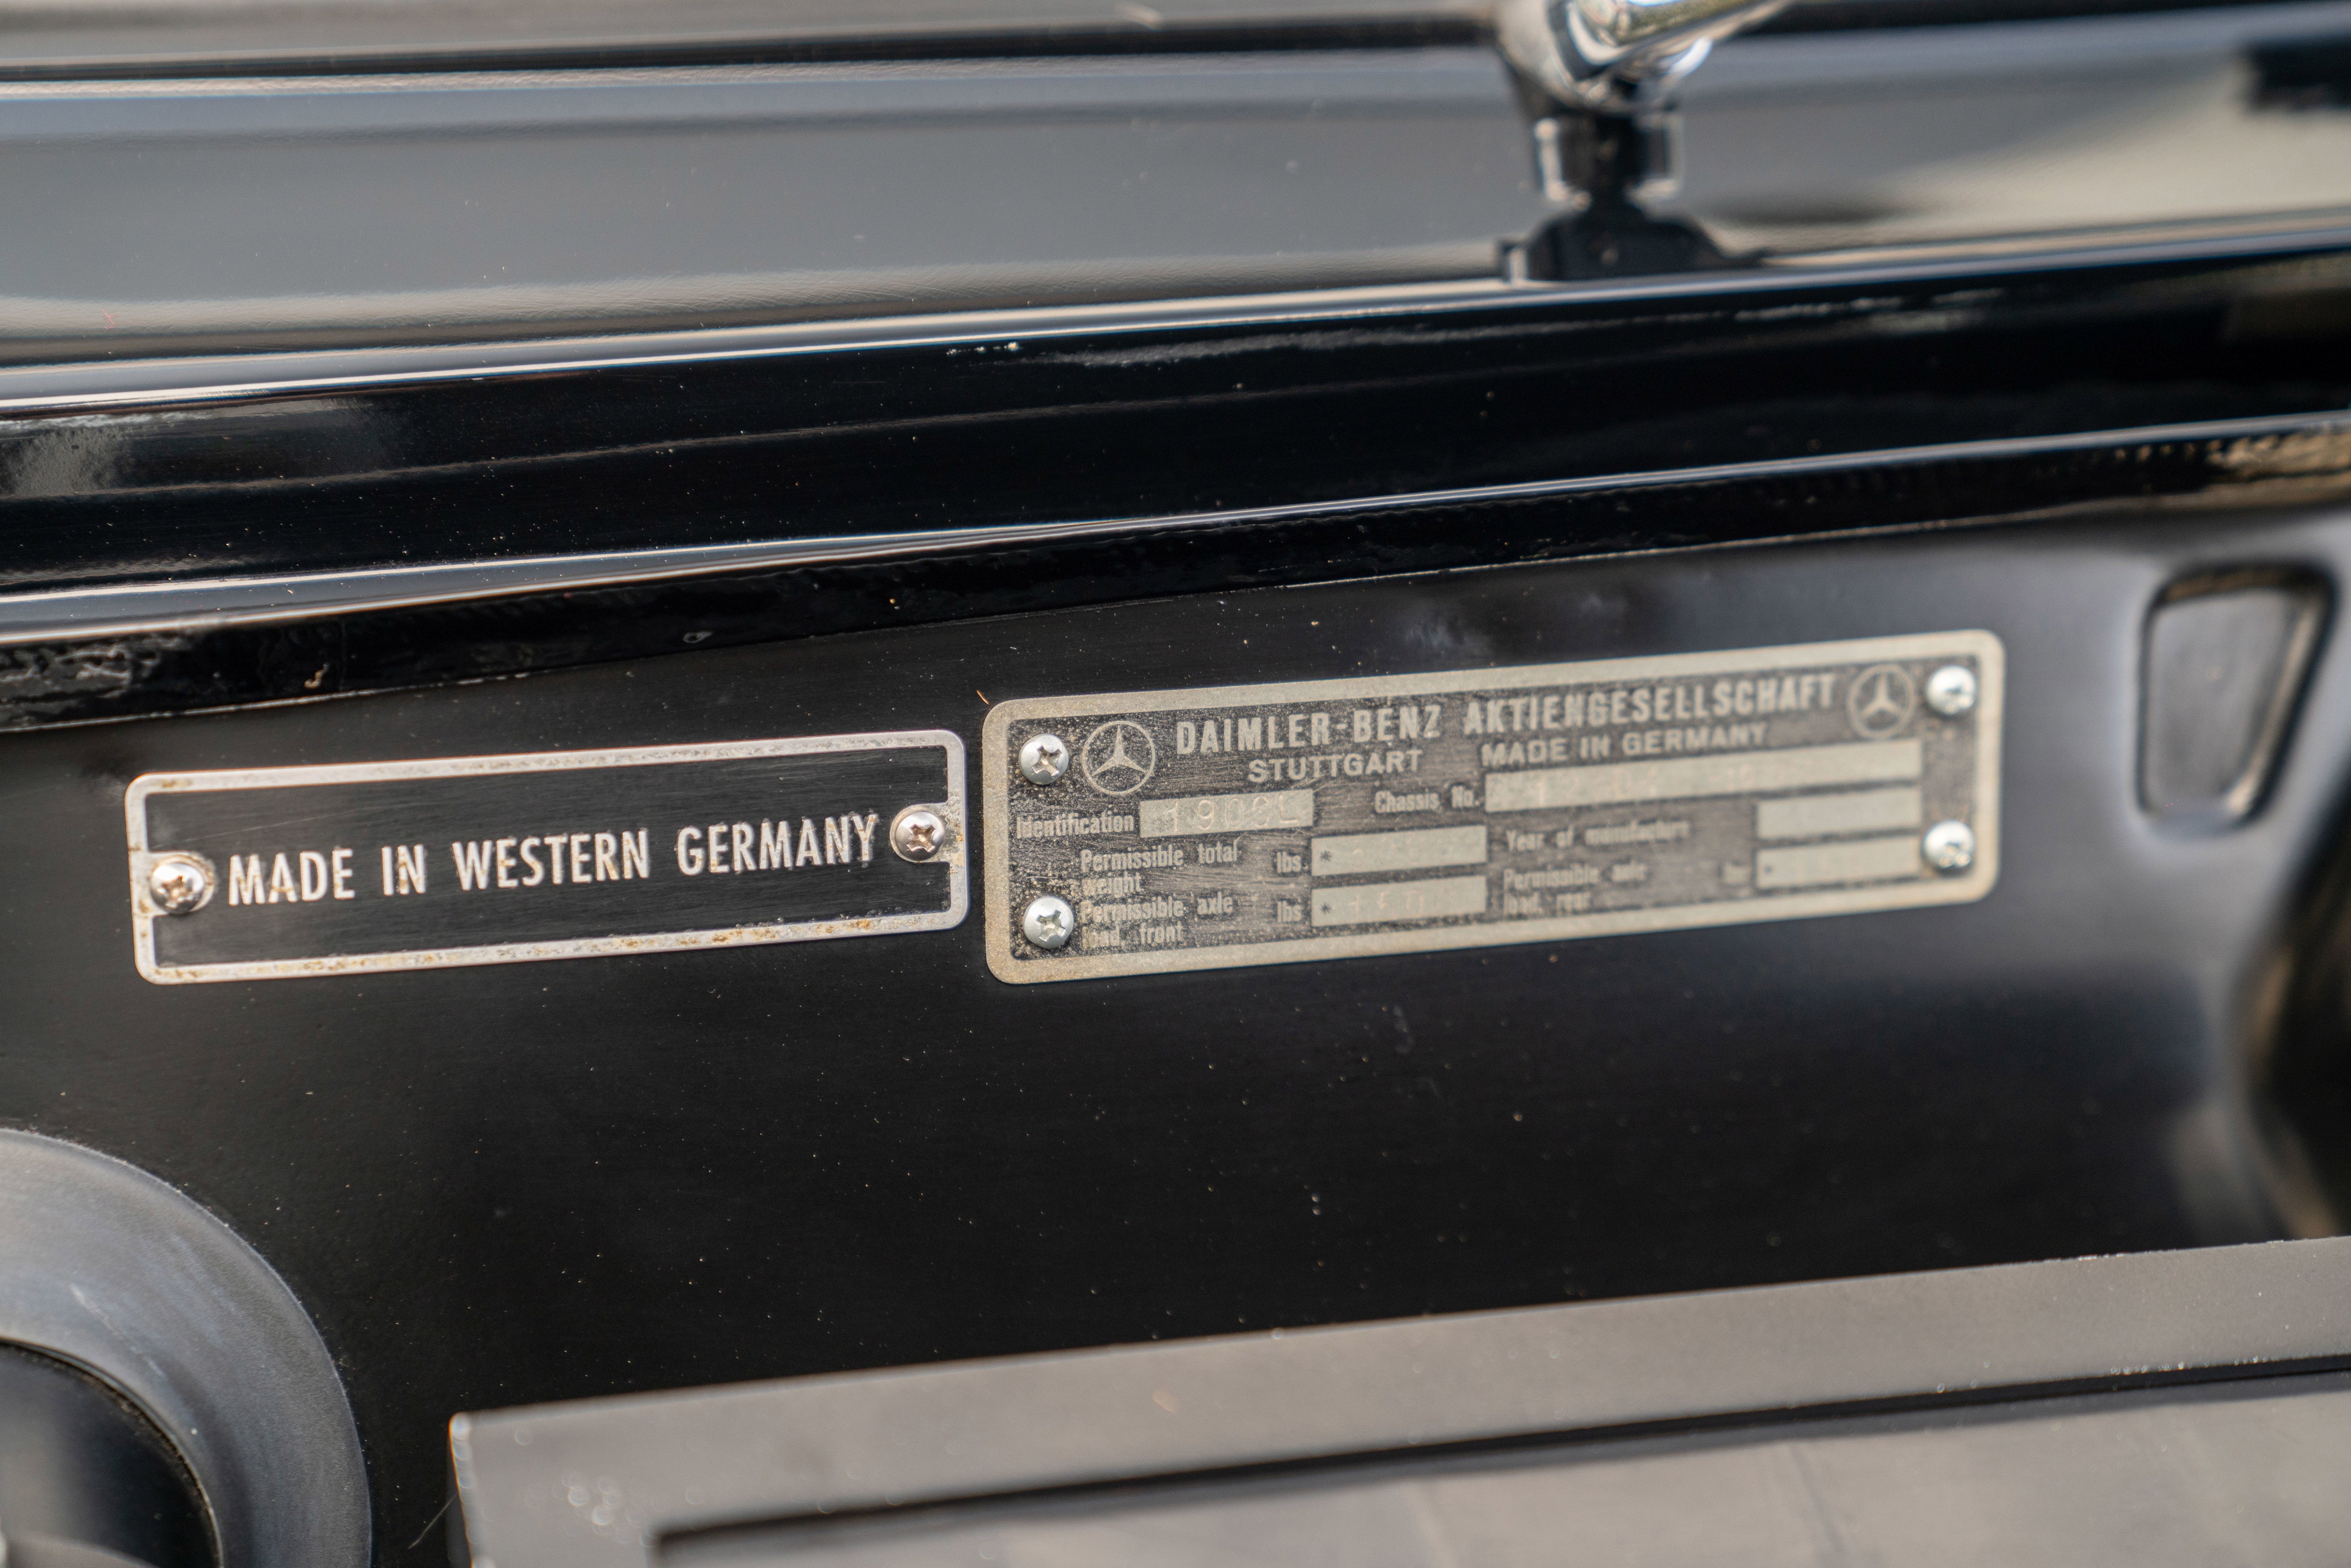 MADE IN WESTERN GERMANY
DAIMLER-BENZ AKTIENGESELLSCHAFT
STUTTGART MADE IN GERMANY
Identification Chassis No.
Permissible total weight lbs Year of manufacture
Permissible axle load, front lbs Permissible axle load, rear lbs